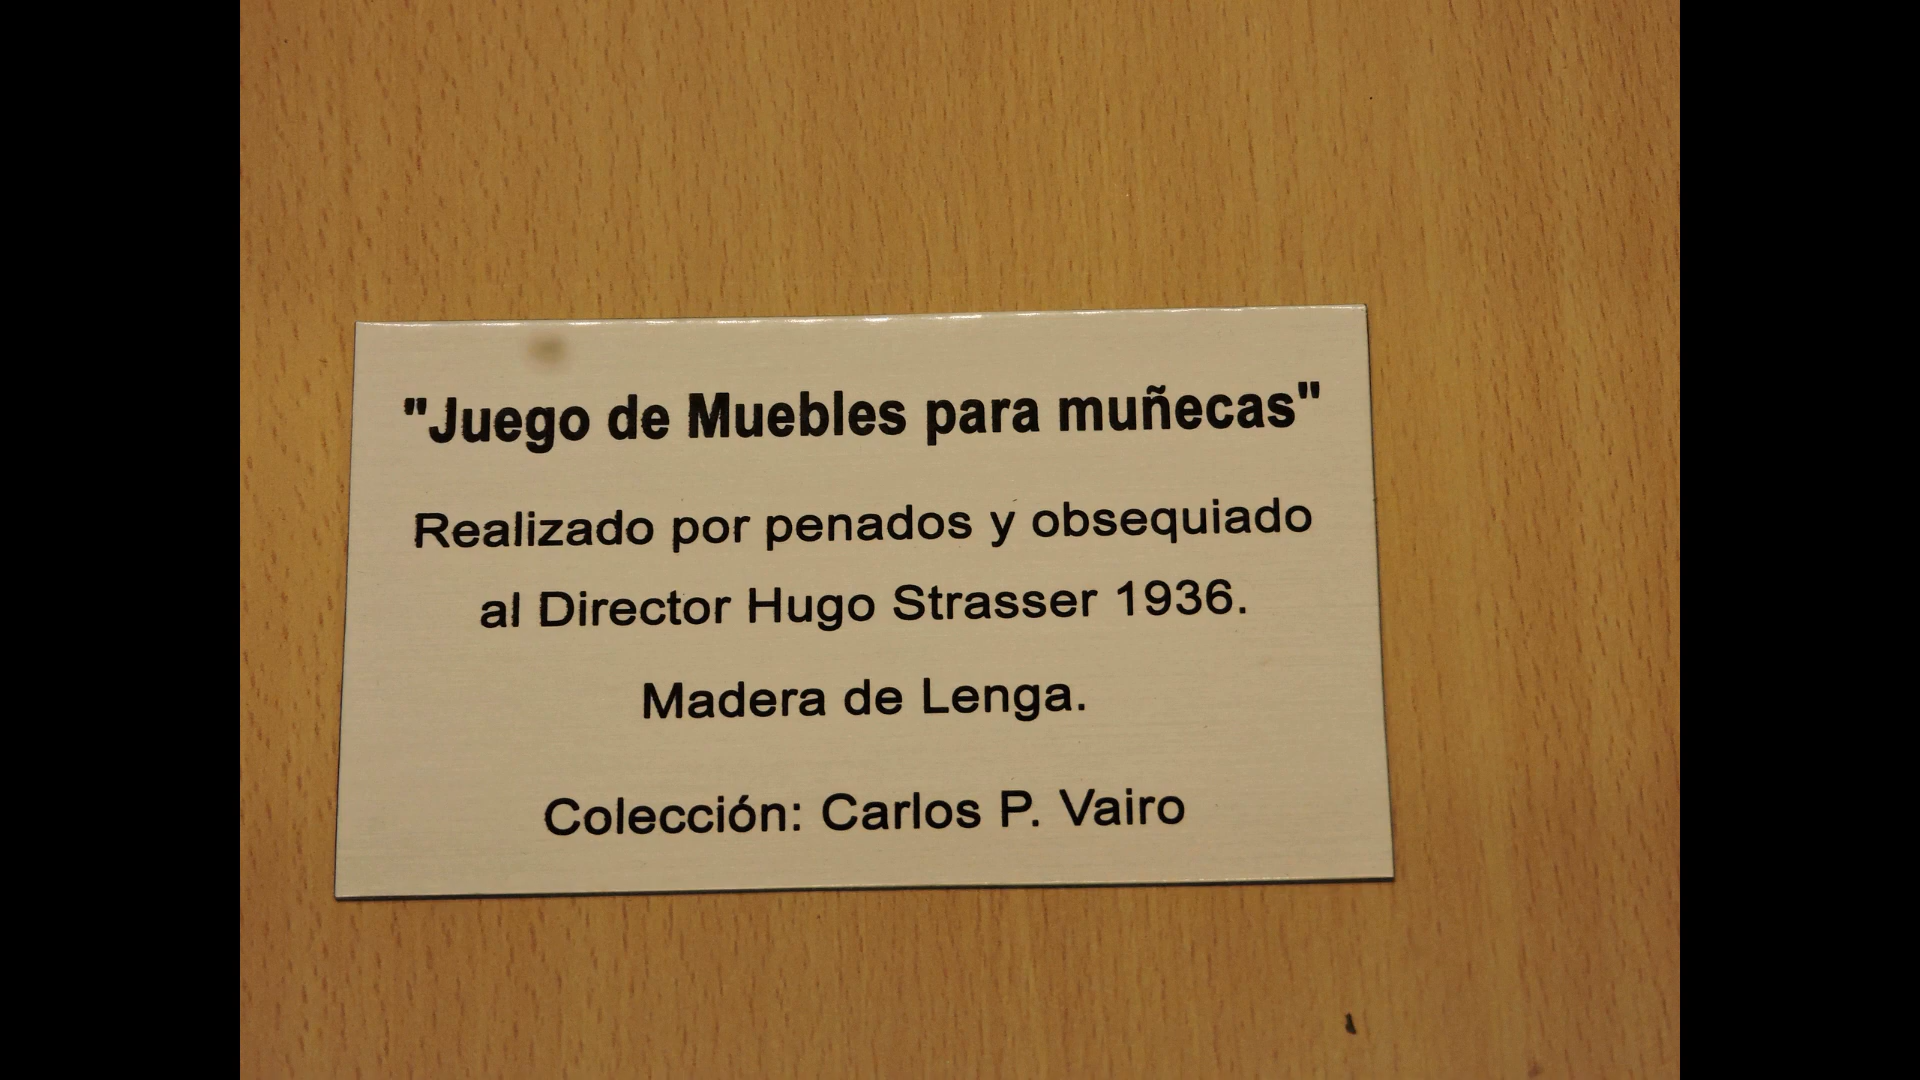 "Juego de Muebles para muñecas"
Realizado por penados y obsequiado
al Director Hugo Strasser 1936.
Madera de Lenga.
Colección: Carlos P. Vairo